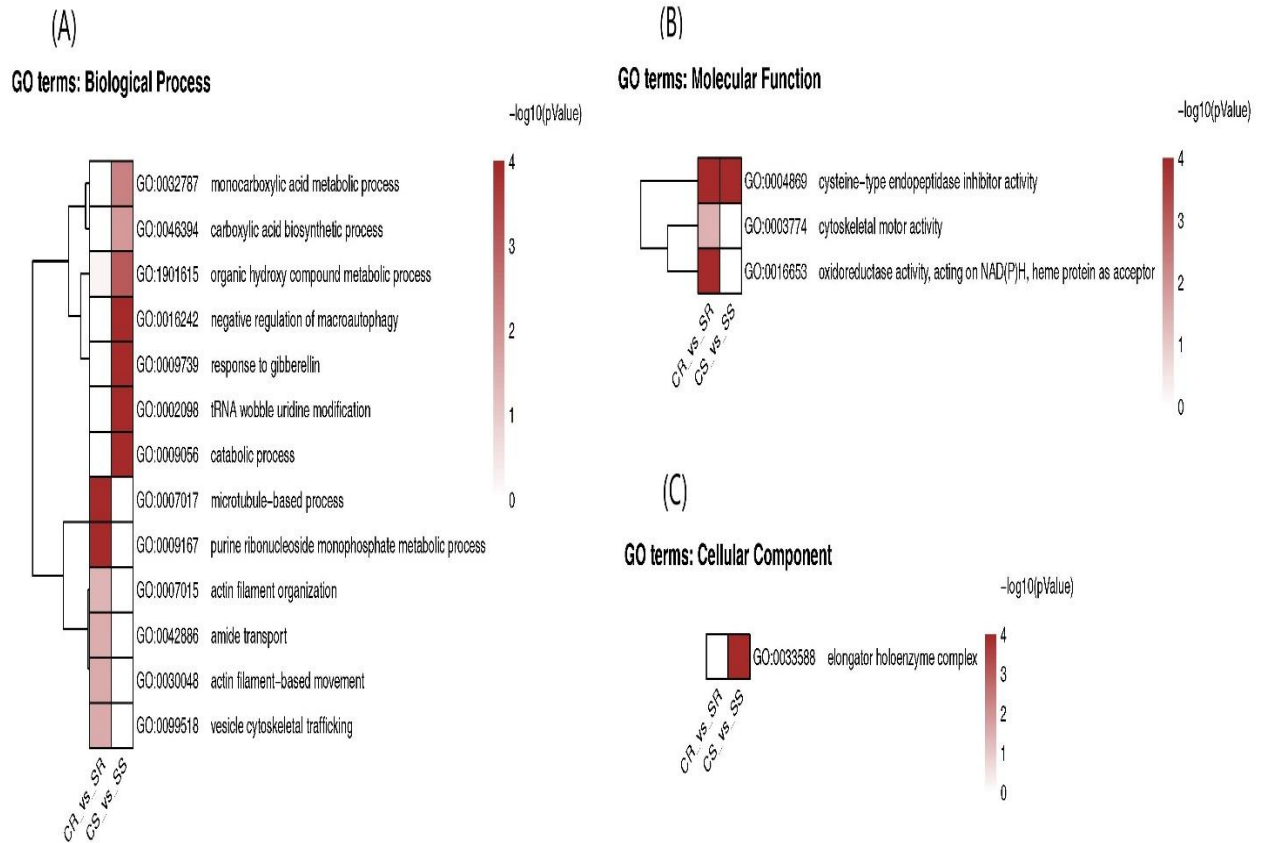 (A)
GO terms: Biological Process
−log10(pValue)
4
3
2
1
0
GO:0032787 monocarboxylic acid metabolic process
GO:0046394 carboxylic acid biosynthetic process
GO:1901615 organic hydroxy compound metabolic process
GO:0016242 negative regulation of macroautophagy
GO:0009739 response to gibberellin
GO:0002098 tRNA wobble uridine modification
GO:0009056 catabolic process
GO:0007017 microtubule−based process
GO:0009167 purine ribonucleoside monophosphate metabolic process
GO:0007015 actin filament organization
GO:0042886 amide transport
GO:0030048 actin filament−based movement
GO:0099518 vesicle cytoskeletal trafficking
CR_vs_SR
CS_vs_SS
(B)
GO terms: Molecular Function
−log10(pValue)
4
3
2
1
0
GO:0004869 cysteine−type endopeptidase inhibitor activity
GO:0003774 cytoskeletal motor activity
GO:0016653 oxidoreductase activity, acting on NAD(P)H, heme protein as acceptor
CR_vs_SR
CS_vs_SS
(C)
GO terms: Cellular Component
−log10(pValue)
4
3
2
1
0
GO:0033588 elongator holoenzyme complex
CR_vs_SR
CS_vs_SS